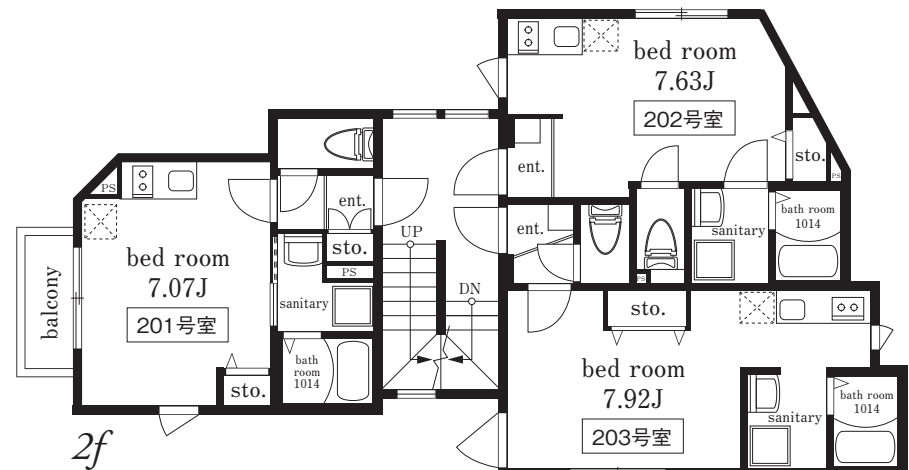 bed room
7.63J
202号室
sto.
PS
ent.
bath room
1014
sanitary
ent.
PS
PS
ent.
sto.
PS
UP
DN
balcony
bed room
7.07J
201号室
sanitary
bath
room
1014
sto.
sto.
bed room
7.92J
203号室
sanitary
bath room
1014
2f